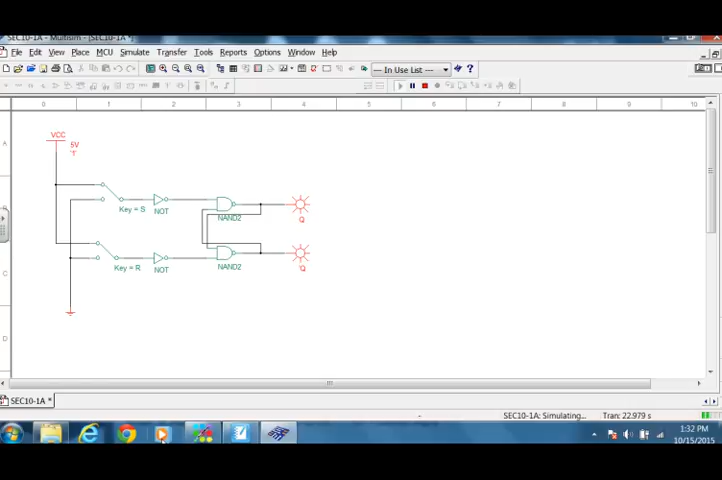 SEC10-1A - Multisim - [SEC10-1A *]
File Edit View Place MCU Simulate Transfer Tools Reports Options Window Help
In Use List
0 1 2 3 4 5 6 7 8 9 10
A
VCC
5V
Key = S
NOT
NAND2
Q
B
C
Key = R
NOT
NAND2
'Q
D
SEC10-1A *
SEC10-1A: Simulating...
Tran: 22.979 s
1:32 PM
10/15/2015